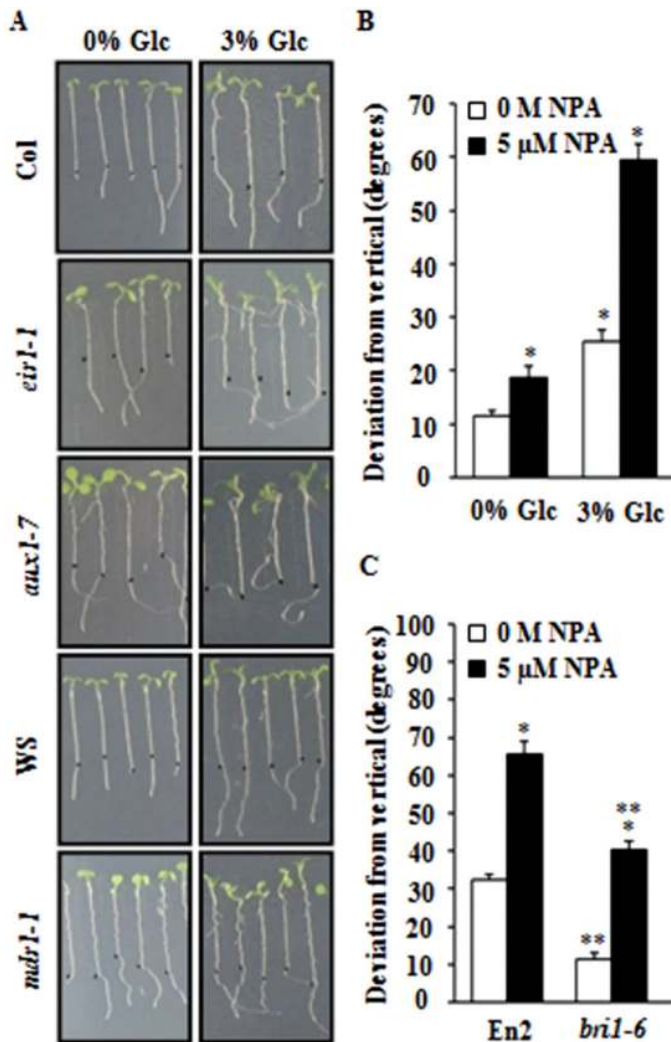 A
0% Glc
3% Glc
Col
eir1-1
aux1-7
WS
mdr1-1
B
Deviation from vertical (degrees)
70
60
50
40
30
20
10
0
0 M NPA
5 µM NPA
*
*
*
0% Glc
3% Glc
C
Deviation from vertical (degrees)
100
90
80
70
60
50
40
30
20
10
0
0 M NPA
5 µM NPA
*
**
**
*
En2
bri1-6